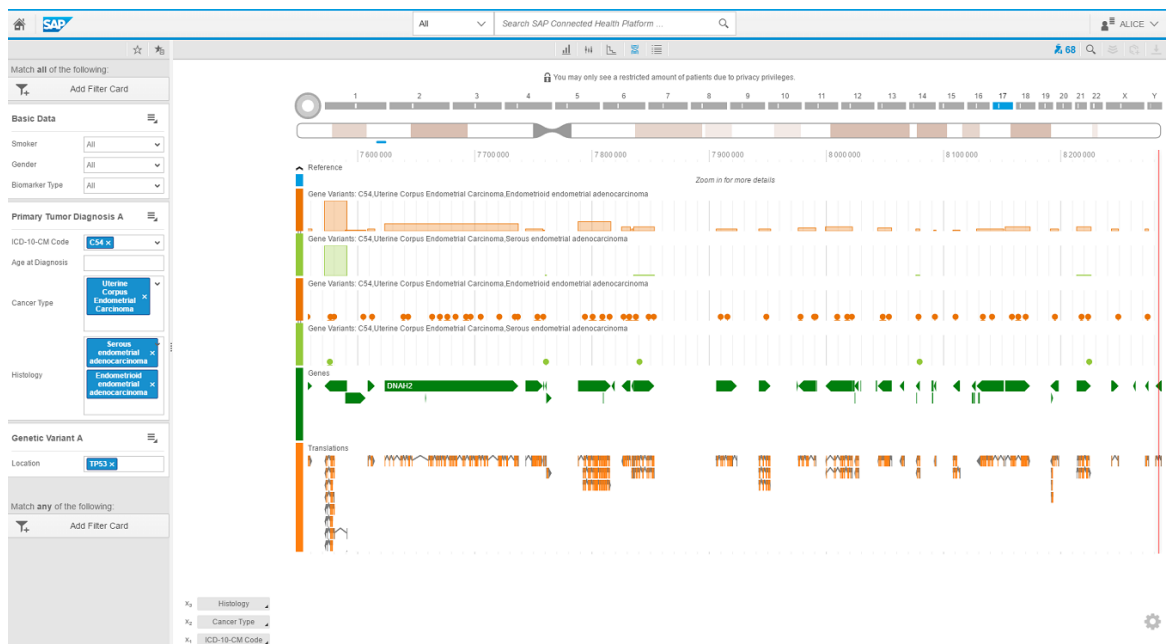 SAP
All
Search SAP Connected Health Platform ...
ALICE
68
Match all of the following:
Add Filter Card
Basic Data
Smoker
All
Gender
All
Biomarker Type
All
Primary Tumor Diagnosis A
ICD-10-CM Code
C54 ×
Age at Diagnosis
Cancer Type
Uterine
Corpus
Endometrial
Carcinoma
×
Histology
Serous
endometrial
adenocarcinoma
×
Endometrioid
endometrial
adenocarcinoma
×
Genetic Variant A
Location
TP53 ×
Match any of the following:
Add Filter Card
You may only see a restricted amount of patients due to privacy privileges.
1 2 3 4 5 6 7 8 9 10 11 12 13 14 15 16 17 18 19 20 21 22 X Y
7 600 000 7 700 000 7 800 000 7 900 000 8 000 000 8 100 000 8 200 000
Reference
Zoom in for more details
Gene Variants: C54,Uterine Corpus Endometrial Carcinoma,Endometrioid endometrial adenocarcinoma
Gene Variants: C54,Uterine Corpus Endometrial Carcinoma,Serous endometrial adenocarcinoma
Gene Variants: C54,Uterine Corpus Endometrial Carcinoma,Endometrioid endometrial adenocarcinoma
Gene Variants: C54,Uterine Corpus Endometrial Carcinoma,Serous endometrial adenocarcinoma
Genes
DNAH2
Translations
X₃ Histology
X₂ Cancer Type
X₁ ICD-10-CM Code